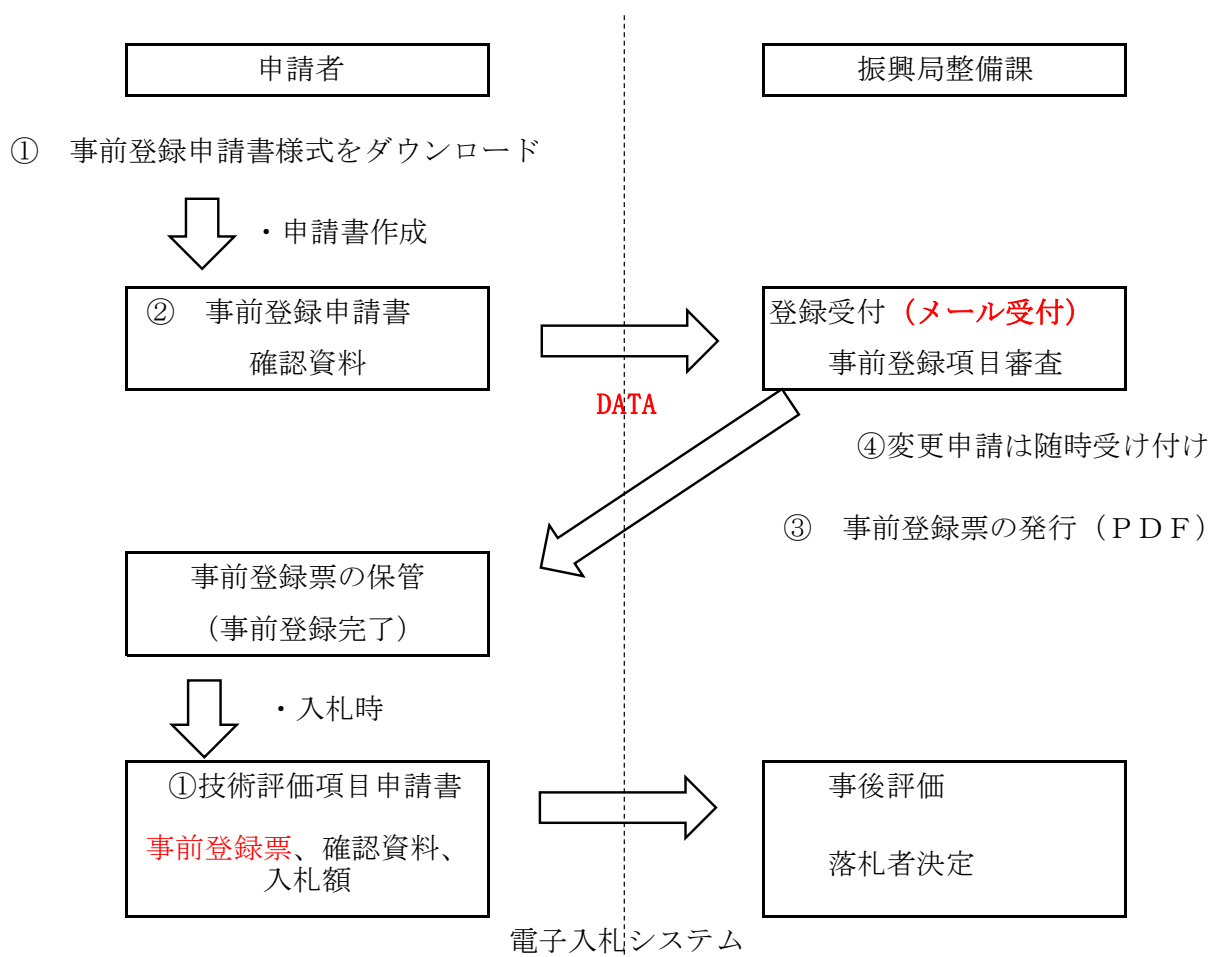 申請者
振興局整備課
① 事前登録申請書様式をダウンロード
・申請書作成
② 事前登録申請書
確認資料
登録受付（メール受付）
事前登録項目審査
DATA
④変更申請は随時受け付け
③ 事前登録票の発行（ＰＤＦ）
事前登録票の保管
（事前登録完了）
・入札時
①技術評価項目申請書
事前登録票、確認資料、
入札額
事後評価
落札者決定
電子入札システム